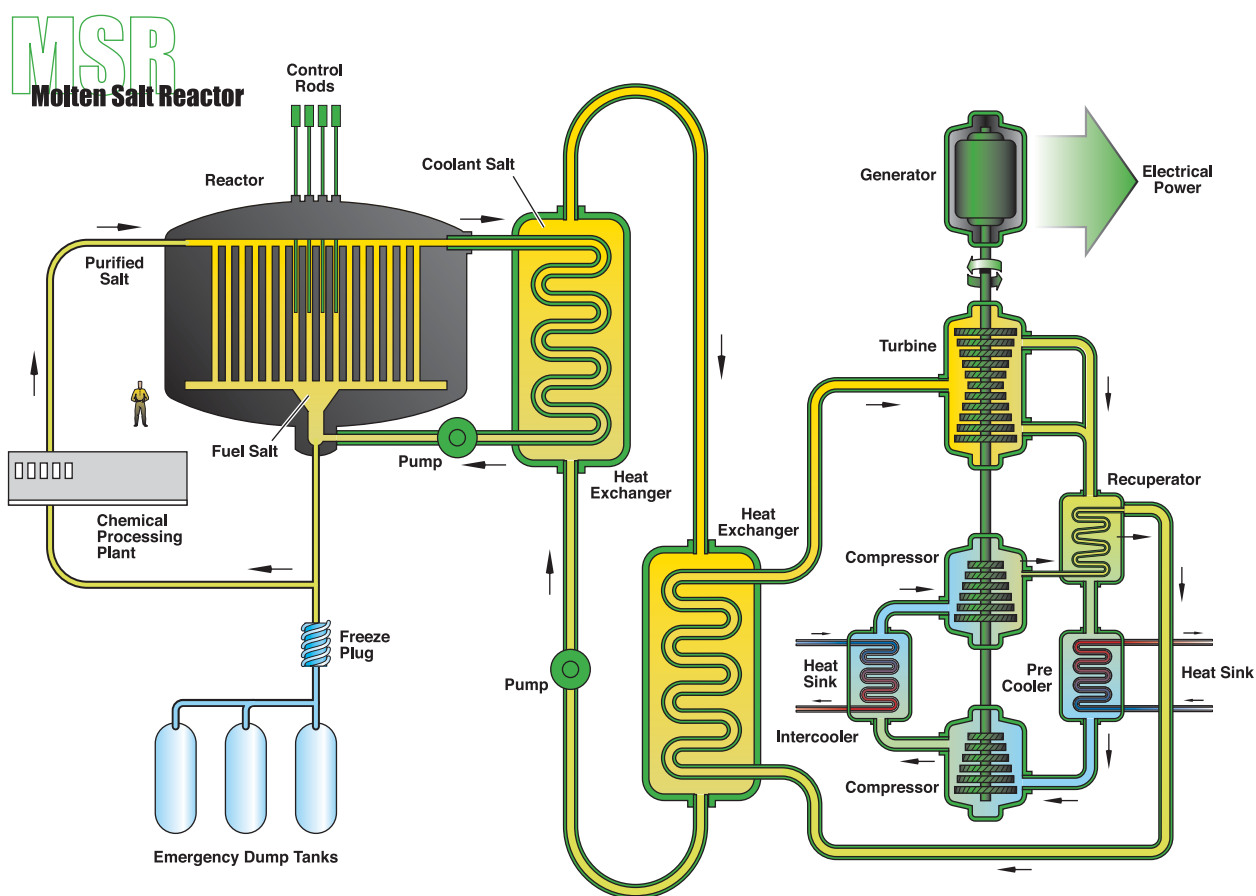 MSR
Molten Salt Reactor
Control
Rods
Reactor
Coolant Salt
Generator
Electrical
Power
Purified
Salt
Turbine
Fuel Salt
Pump
Heat
Exchanger
Recuperator
Chemical
Processing
Plant
Heat
Exchanger
Compressor
Freeze
Plug
Pump
Heat
Sink
Pre
Cooler
Heat Sink
Intercooler
Compressor
Emergency Dump Tanks